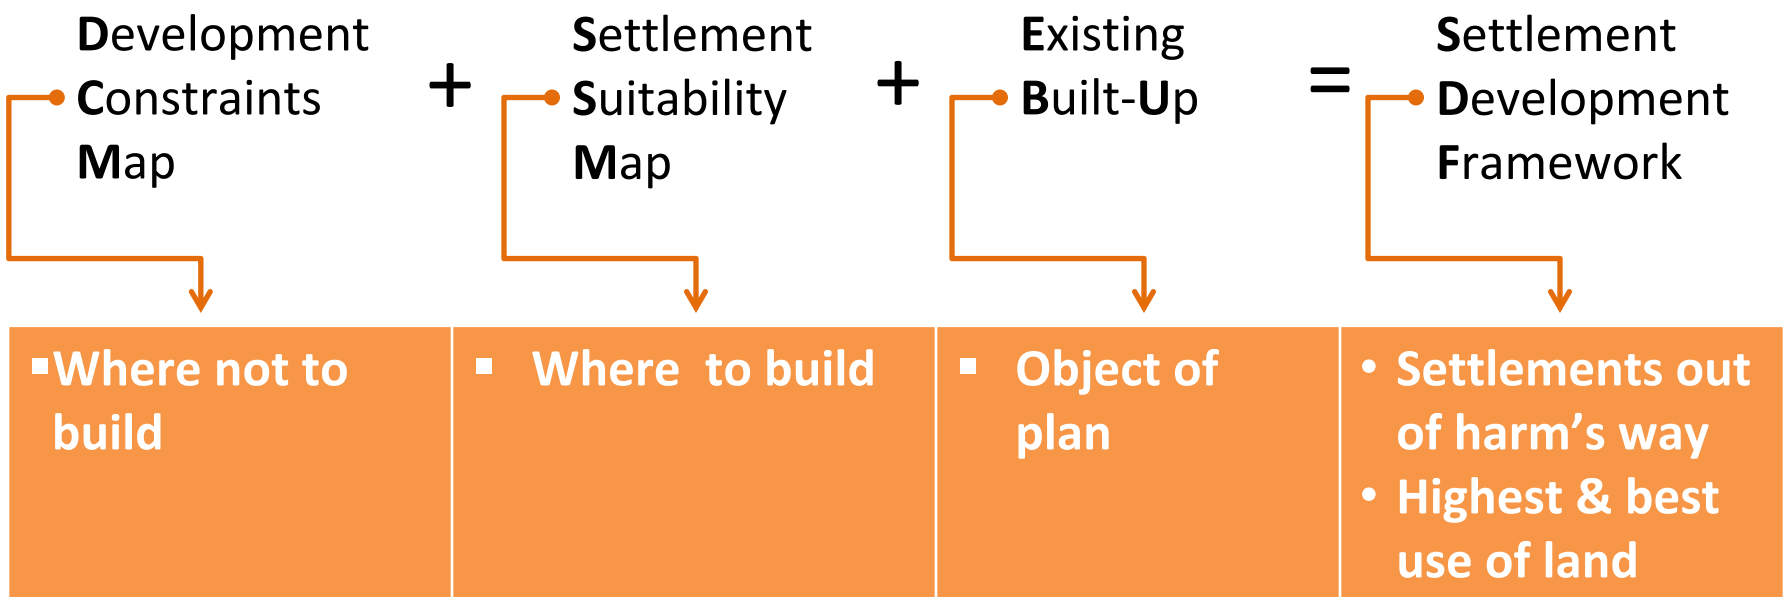 Development
Constraints
Map
+
Settlement
Suitability
Map
+
Existing
Built-Up
=
Settlement
Development
Framework
▪Where not to
build
▪ Where to build
▪ Object of
plan
• Settlements out
of harm’s way
• Highest & best
use of land